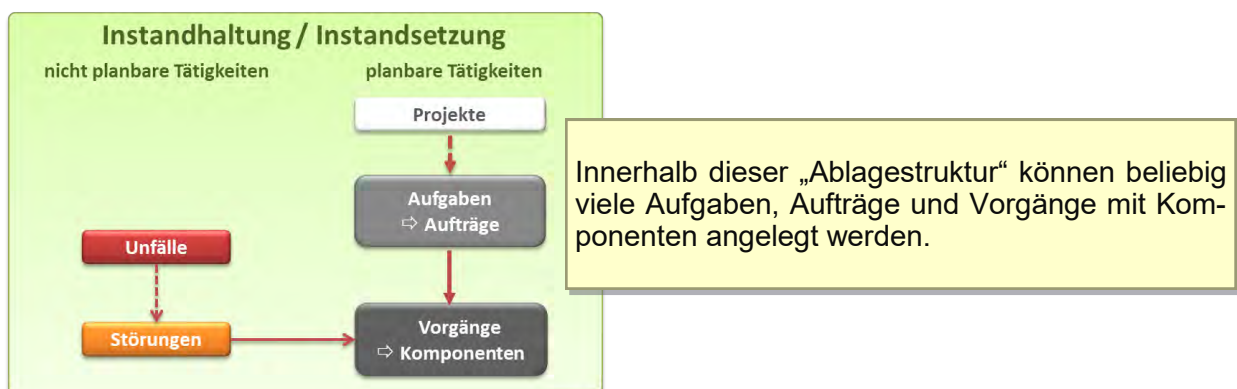 Instandhaltung / Instandsetzung
nicht planbare Tätigkeiten
planbare Tätigkeiten
Projekte
Aufgaben
⇨ Aufträge
Unfälle
Störungen
Vorgänge
⇨ Komponenten
Innerhalb dieser „Ablagestruktur“ können beliebig
viele Aufgaben, Aufträge und Vorgänge mit Kom-
ponenten angelegt werden.